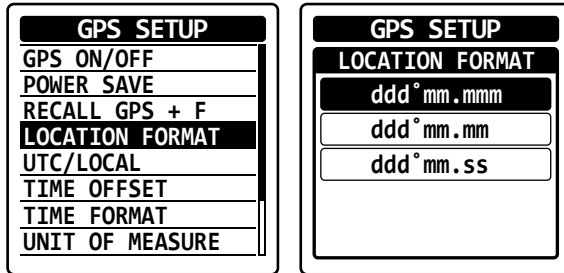 GPS SETUP
GPS ON/OFF
POWER SAVE
RECALL GPS + F
LOCATION FORMAT
UTC/LOCAL
TIME OFFSET
TIME FORMAT
UNIT OF MEASURE
GPS SETUP
LOCATION FORMAT
ddd°mm.mmm
ddd°mm.mm
ddd°mm.ss